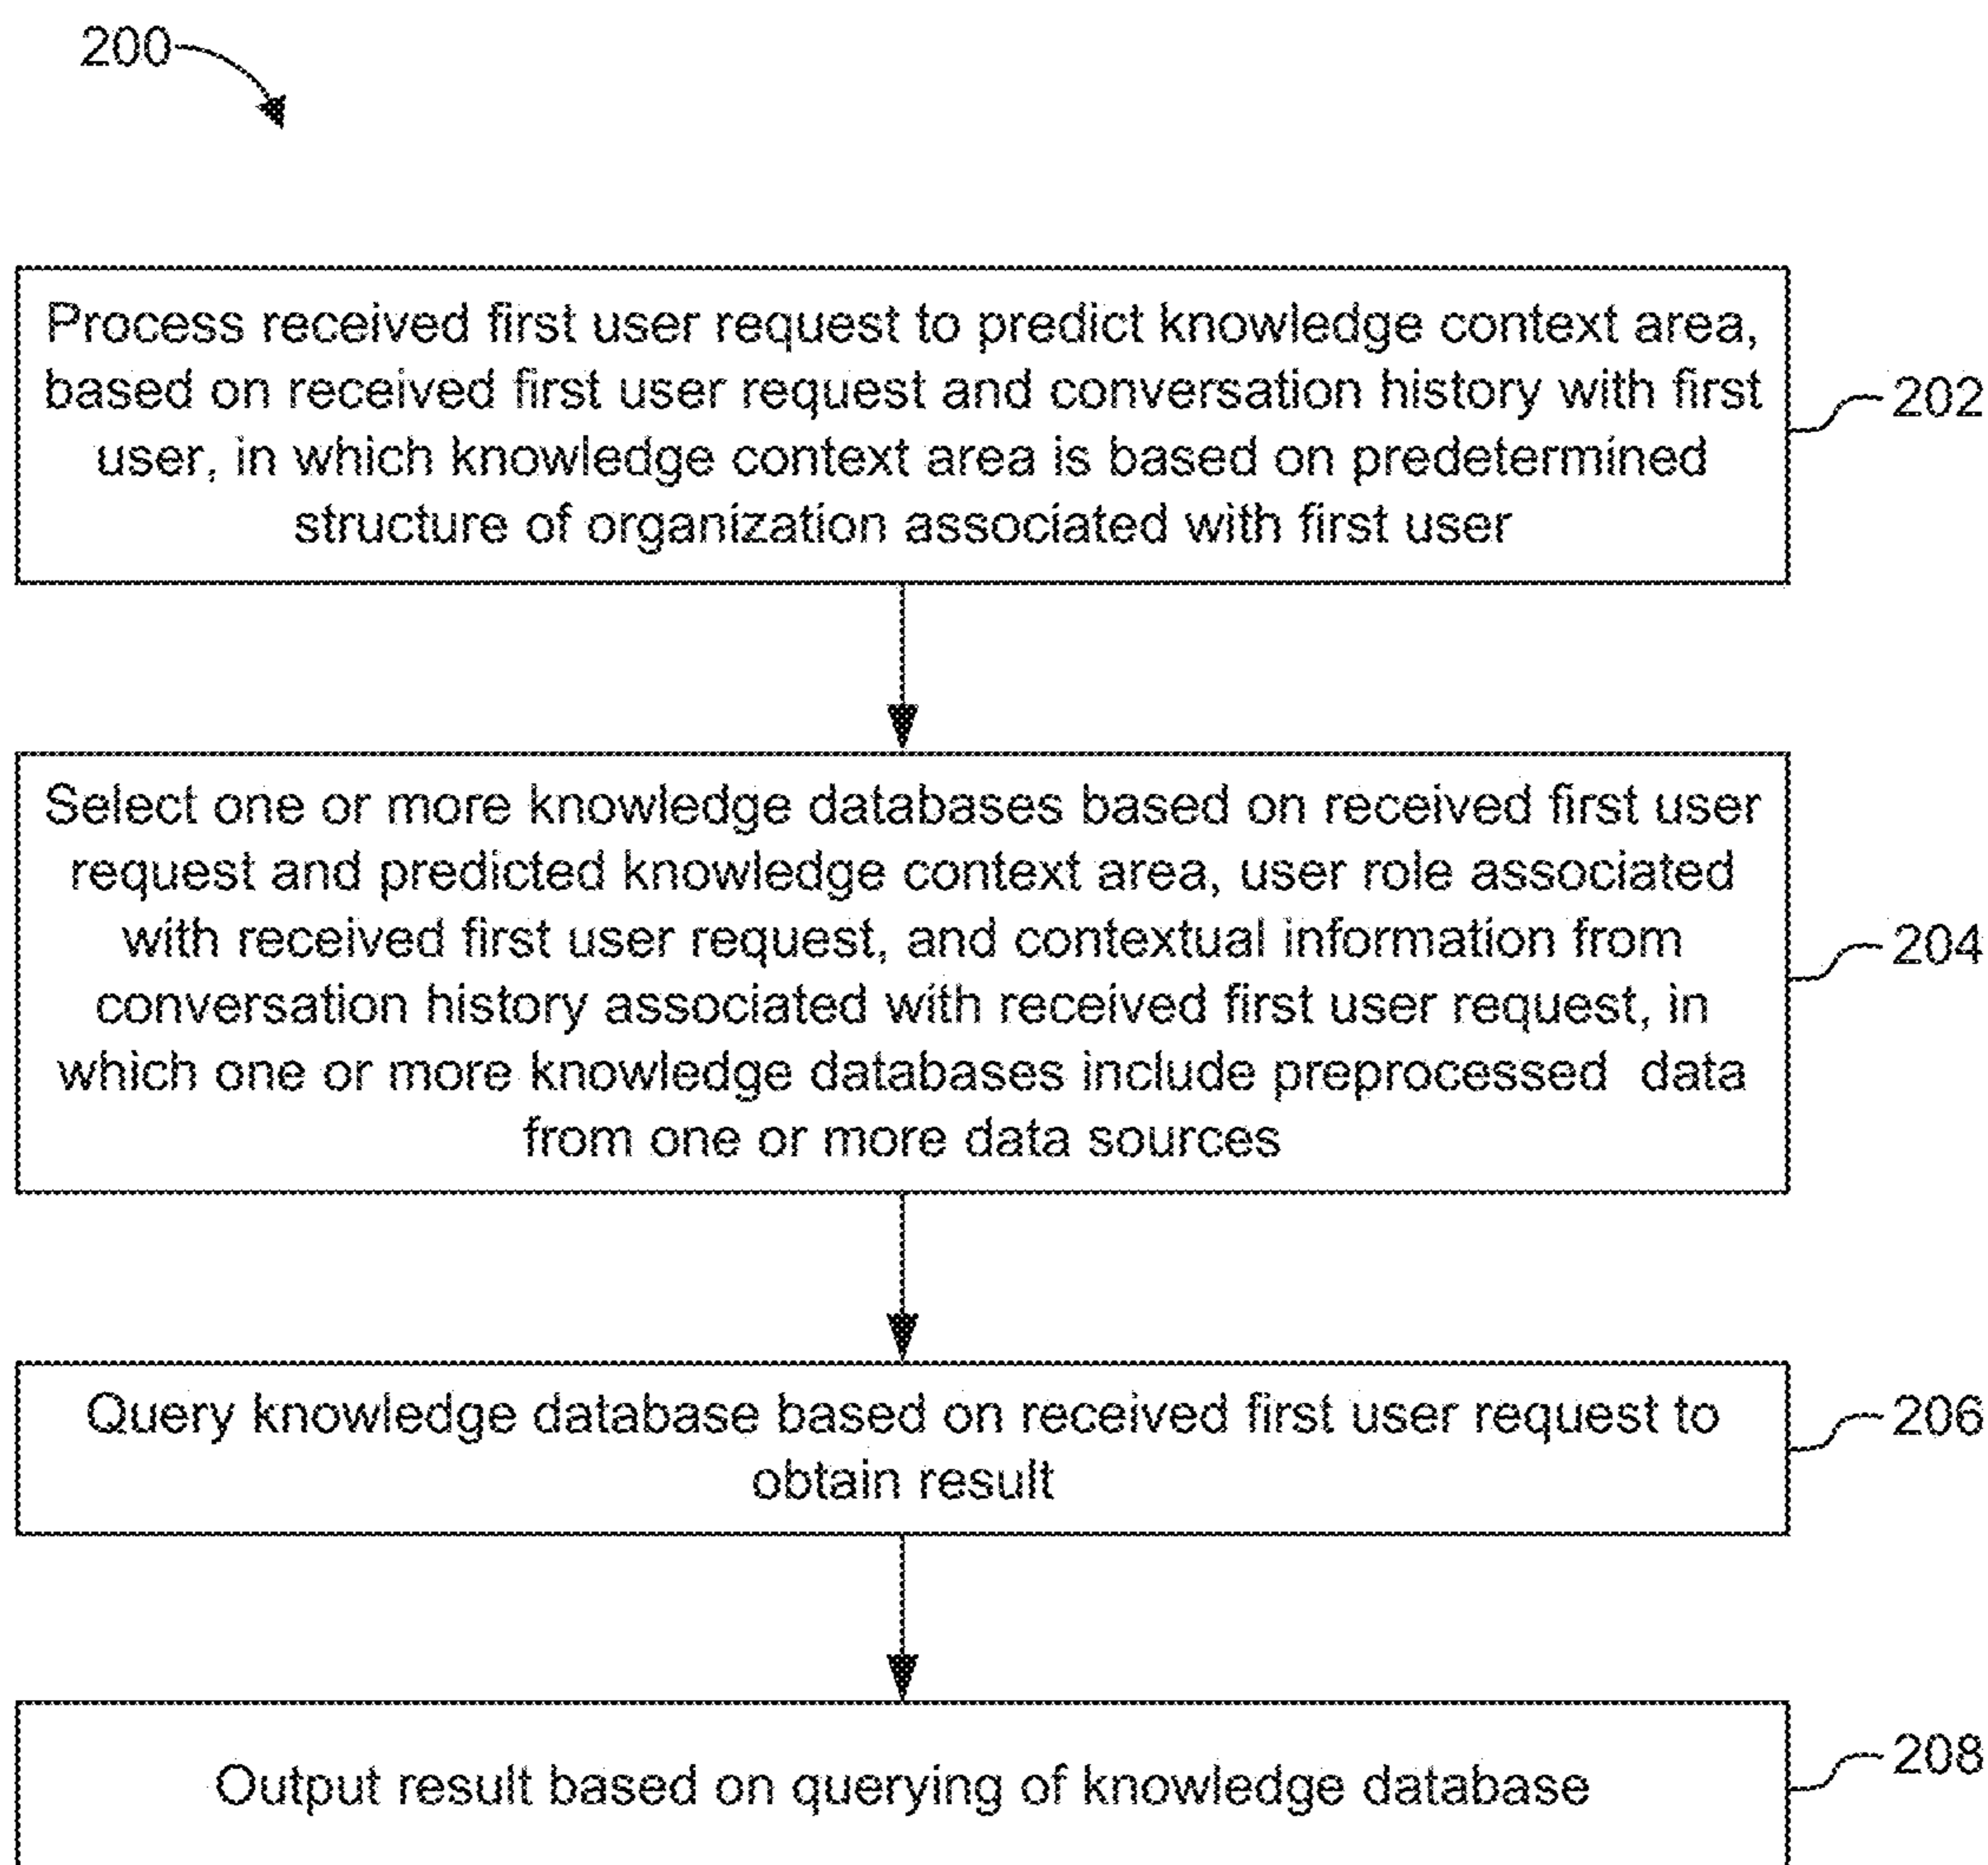 200
Process received first user request to predict knowledge context area,
based on received first user request and conversation history with first
user, in which knowledge context area is based on predetermined
structure of organization associated with first user
202
Select one or more knowledge databases based on received first user
request and predicted knowledge context area, user role associated
with received first user request, and contextual information from
conversation history associated with received first user request, in
which one or more knowledge databases include preprocessed data
from one or more data sources
204
Query knowledge database based on received first user request to
obtain result
206
Output result based on querying of knowledge database
208